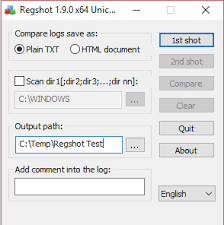 Regshot 1.9.0 x64 Unic...
Compare logs save as:
Plain TXT
HTML document
1st shot
2nd shot
Scan dir1[;dir2;dir3;...;dir nn]:
C:\WINDOWS
...
Compare
Clear
Output path:
C:\Temp\Regshot Test
...
Quit
About
Add comment into the log:
English